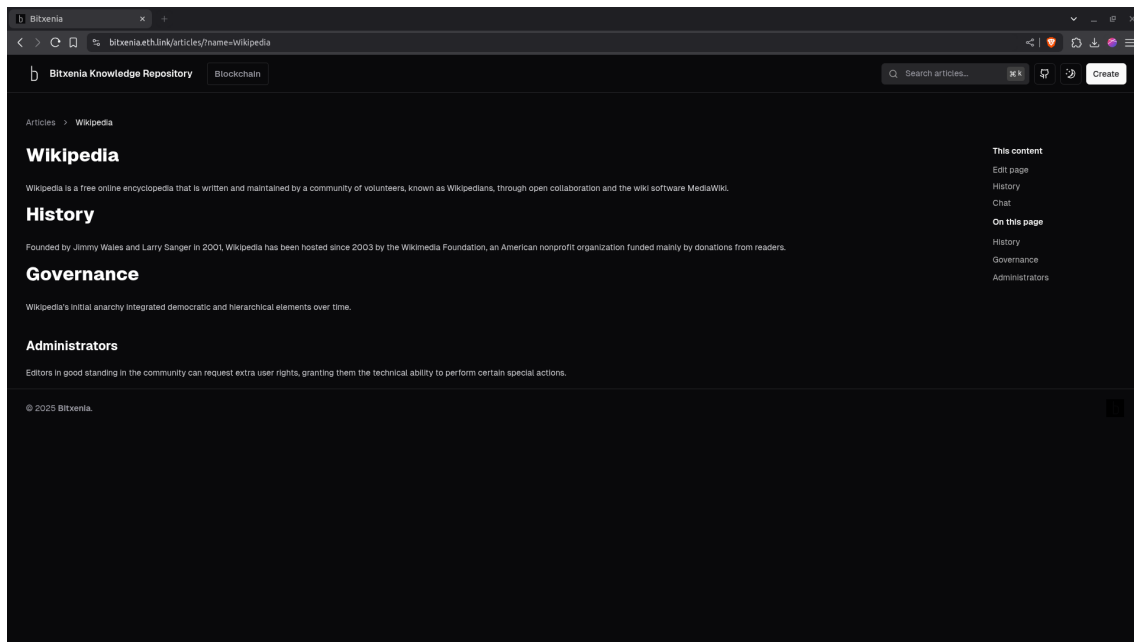 Bitxenia
bitxenia.eth.link/articles/?name=Wikipedia
b Bitxenia Knowledge Repository Blockchain Search articles... ⌘ k Create
Articles > Wikipedia
Wikipedia
Wikipedia is a free online encyclopedia that is written and maintained by a community of volunteers, known as Wikipedians, through open collaboration and the wiki software MediaWiki.
History
Founded by Jimmy Wales and Larry Sanger in 2001, Wikipedia has been hosted since 2003 by the Wikimedia Foundation, an American nonprofit organization funded mainly by donations from readers.
Governance
Wikipedia's initial anarchy integrated democratic and hierarchical elements over time.
Administrators
Editors in good standing in the community can request extra user rights, granting them the technical ability to perform certain special actions.
This content
Edit page
History
Chat
On this page
History
Governance
Administrators
© 2025 Bitxenia.